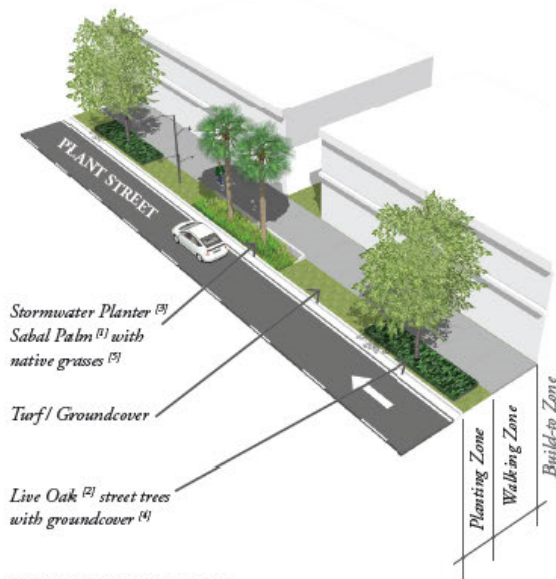 PLANT STREET
Stormwater Planter [3]
Sabal Palm [1] with
native grasses [5]
Turf / Groundcover
Live Oak [2] street trees
with groundcover [4]
Planting Zone
Walking Zone
Build-to Zone